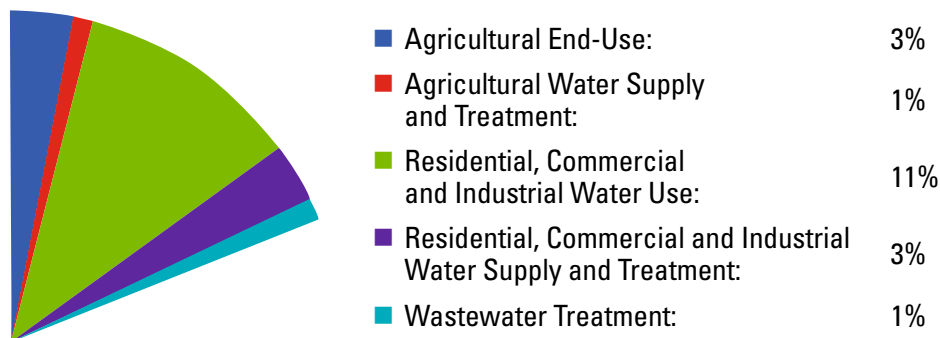 Agricultural End-Use: 3%
Agricultural Water Supply
and Treatment: 1%
Residential, Commercial
and Industrial Water Use: 11%
Residential, Commercial and Industrial
Water Supply and Treatment: 3%
Wastewater Treatment: 1%